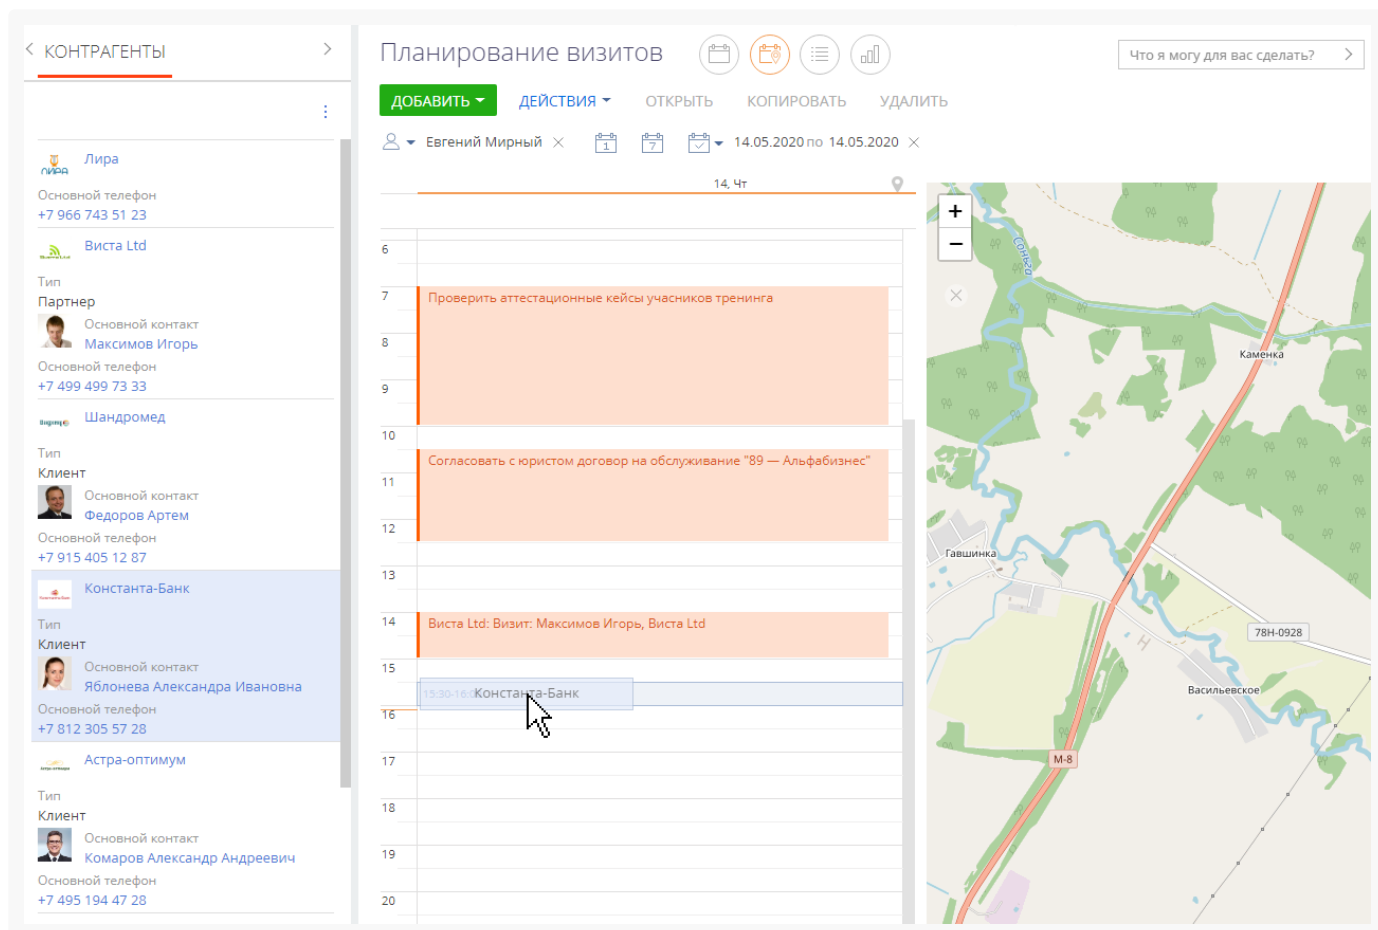 КОНТРАГЕНТЫ
Лира
Основной телефон
+7 966 743 51 23
Виста Ltd
Тип
Партнер
Основной контакт
Максимов Игорь
Основной телефон
+7 499 499 73 33
Шандромед
Тип
Клиент
Основной контакт
Федоров Артем
Основной телефон
+7 915 405 12 87
Константа-Банк
Тип
Клиент
Основной контакт
Яблонева Александра Ивановна
Основной телефон
+7 812 305 57 28
Астра-оптимум
Тип
Клиент
Основной контакт
Комаров Александр Андреевич
Основной телефон
+7 495 194 47 28
Планирование визитов
Что я могу для вас сделать?
ДОБАВИТЬ ДЕЙСТВИЯ ОТКРЫТЬ КОПИРОВАТЬ УДАЛИТЬ
Евгений Мирный 1 7 14.05.2020 по 14.05.2020
14, Чт
6
7 Проверить аттестационные кейсы учасников тренинга
8
9
10
Согласовать с юристом договор на обслуживание "89 — Альфабизнес"
11
12
13
14 Виста Ltd: Визит: Максимов Игорь, Виста Ltd
15
Константа-Банк
16
17
18
19
20
+
−
Соньга
Каменка
Гавшинка
78Н-0928
Васильевское
М-8